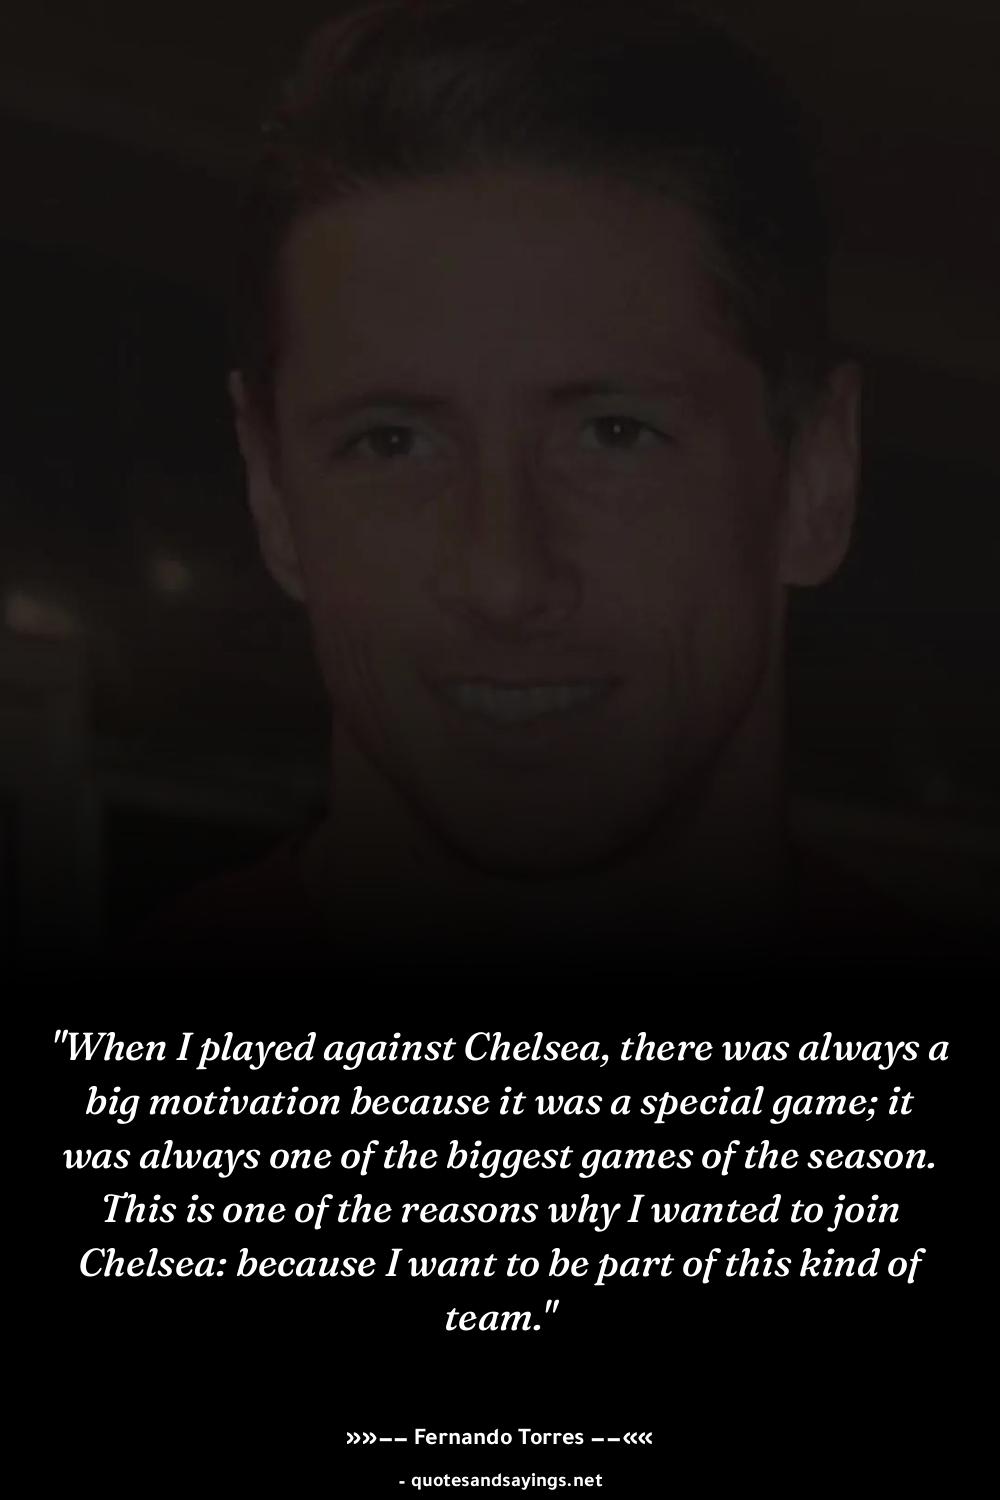 "When I played against Chelsea, there was always a
big motivation because it was a special game; it
was always one of the biggest games of the season.
This is one of the reasons why I wanted to join
Chelsea: because I want to be part of this kind of
team."
»»–– Fernando Torres ––««
- quotesandsayings.net